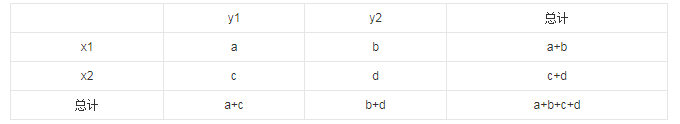 y1 y2 总计
x1 a b a+b
x2 c d c+d
总计 a+c b+d a+b+c+d